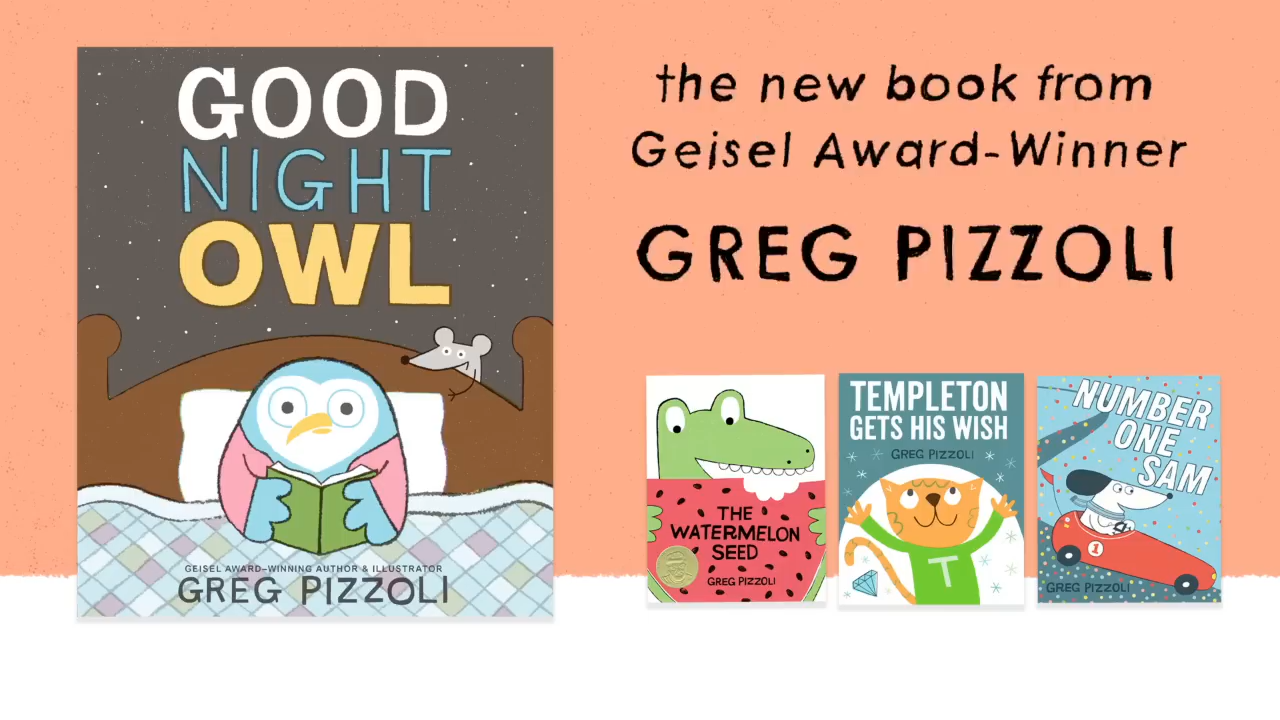 GOOD
NIGHT
OWL
GEISEL AWARD-WINNING AUTHOR & ILLUSTRATOR
GREG PIZZOLI
the new book from
Geisel Award-Winner
GREG PIZZOLI
THE
WATERMELON
SEED
GREG PIZZOLI
TEMPLETON
GETS HIS WISH
GREG PIZZOLI
T
NUMBER
ONE
SAM
1
GREG PIZZOLI